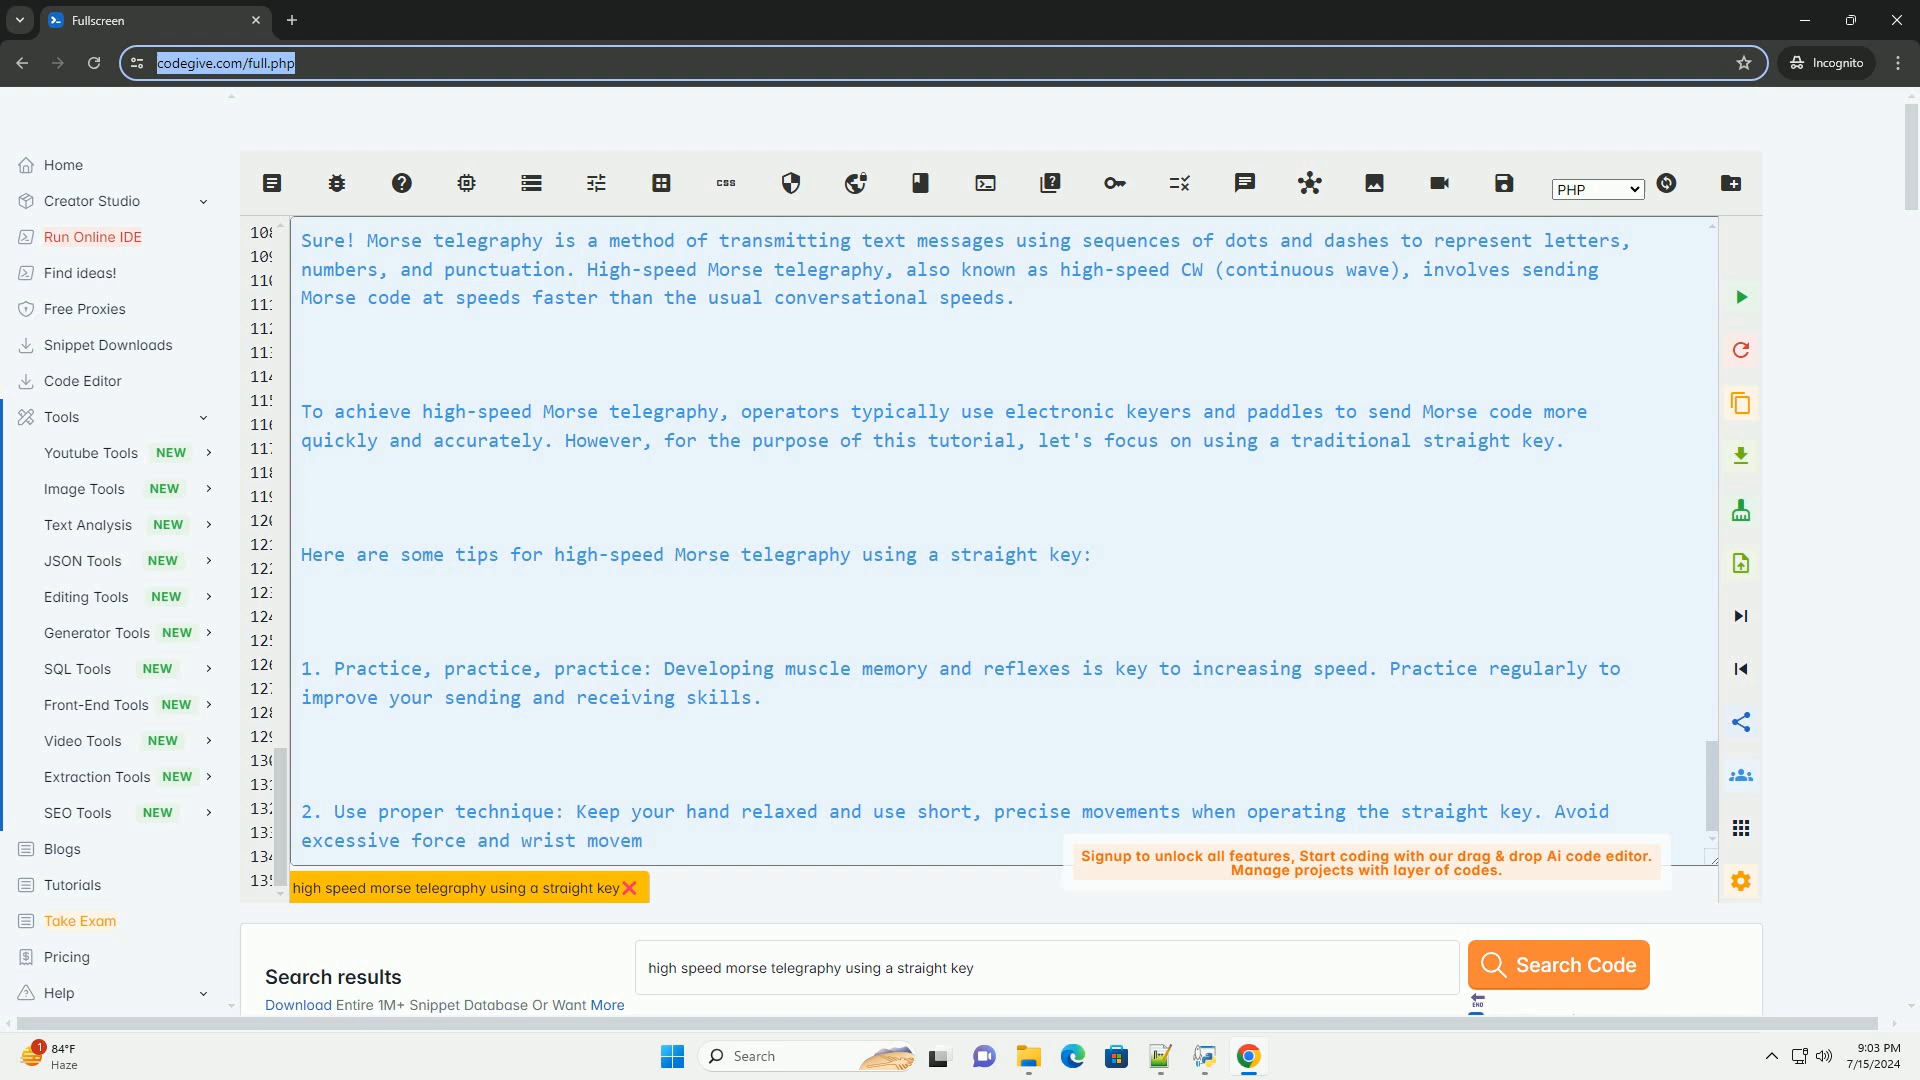 Fullscreen
codegive.com/full.php
Incognito
Home
Creator Studio
Run Online IDE
Find ideas!
Free Proxies
Snippet Downloads
Code Editor
Tools
Youtube Tools NEW
Image Tools NEW
Text Analysis NEW
JSON Tools NEW
Editing Tools NEW
Generator Tools NEW
SQL Tools NEW
Front-End Tools NEW
Video Tools NEW
Extraction Tools NEW
SEO Tools NEW
Blogs
Tutorials
Take Exam
Pricing
Help
css
PHP
Sure! Morse telegraphy is a method of transmitting text messages using sequences of dots and dashes to represent letters,
numbers, and punctuation. High-speed Morse telegraphy, also known as high-speed CW (continuous wave), involves sending
Morse code at speeds faster than the usual conversational speeds.
To achieve high-speed Morse telegraphy, operators typically use electronic keyers and paddles to send Morse code more
quickly and accurately. However, for the purpose of this tutorial, let's focus on using a traditional straight key.
Here are some tips for high-speed Morse telegraphy using a straight key:
1. Practice, practice, practice: Developing muscle memory and reflexes is key to increasing speed. Practice regularly to
improve your sending and receiving skills.
2. Use proper technique: Keep your hand relaxed and use short, precise movements when operating the straight key. Avoid
excessive force and wrist movem
Signup to unlock all features, Start coding with our drag & drop Ai code editor.
Manage projects with layer of codes.
high speed morse telegraphy using a straight key
Search results
Download Entire 1M+ Snippet Database Or Want More
high speed morse telegraphy using a straight key
Search Code
END
1
84°F
Haze
Search
9:03 PM
7/15/2024